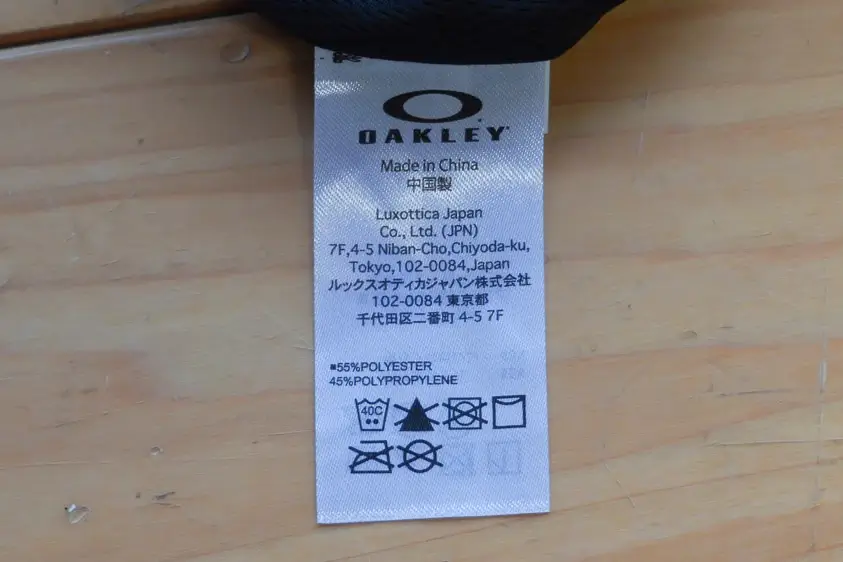 OAKLEY
Made in China
中国製
Luxottica Japan
Co., Ltd. (JPN)
7F,4-5 Niban-Cho,Chiyoda-ku,
Tokyo,102-0084,Japan
ルックスオティカジャパン株式会社
102-0084 東京都
千代田区二番町 4-5 7F
■55%POLYESTER
45%POLYPROPYLENE
40C